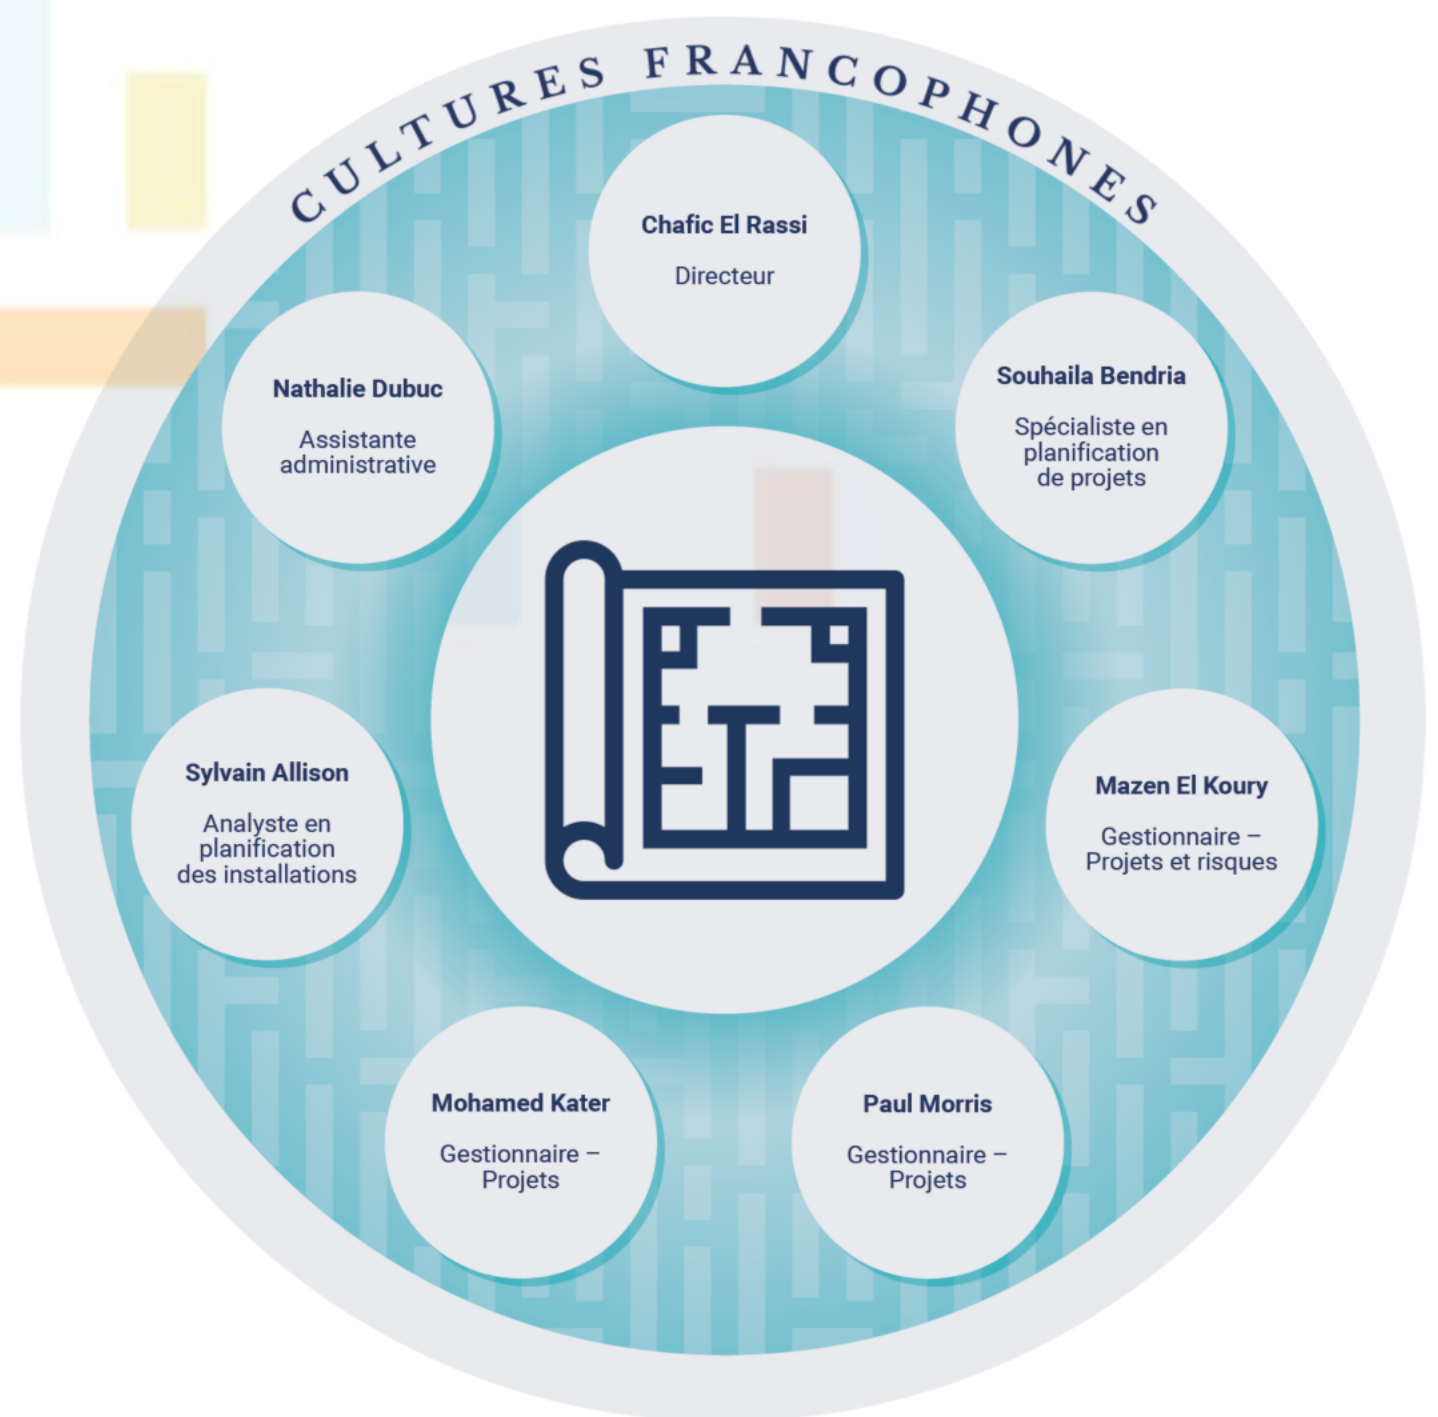 CULTURES FRANCOPHONES
Chafic El Rassi
Directeur
Souhaila Bendria
Spécialiste en
planification
de projets
Mazen El Koury
Gestionnaire –
Projets et risques
Paul Morris
Gestionnaire –
Projets
Mohamed Kater
Gestionnaire –
Projets
Sylvain Allison
Analyste en
planification
des installations
Nathalie Dubuc
Assistante
administrative